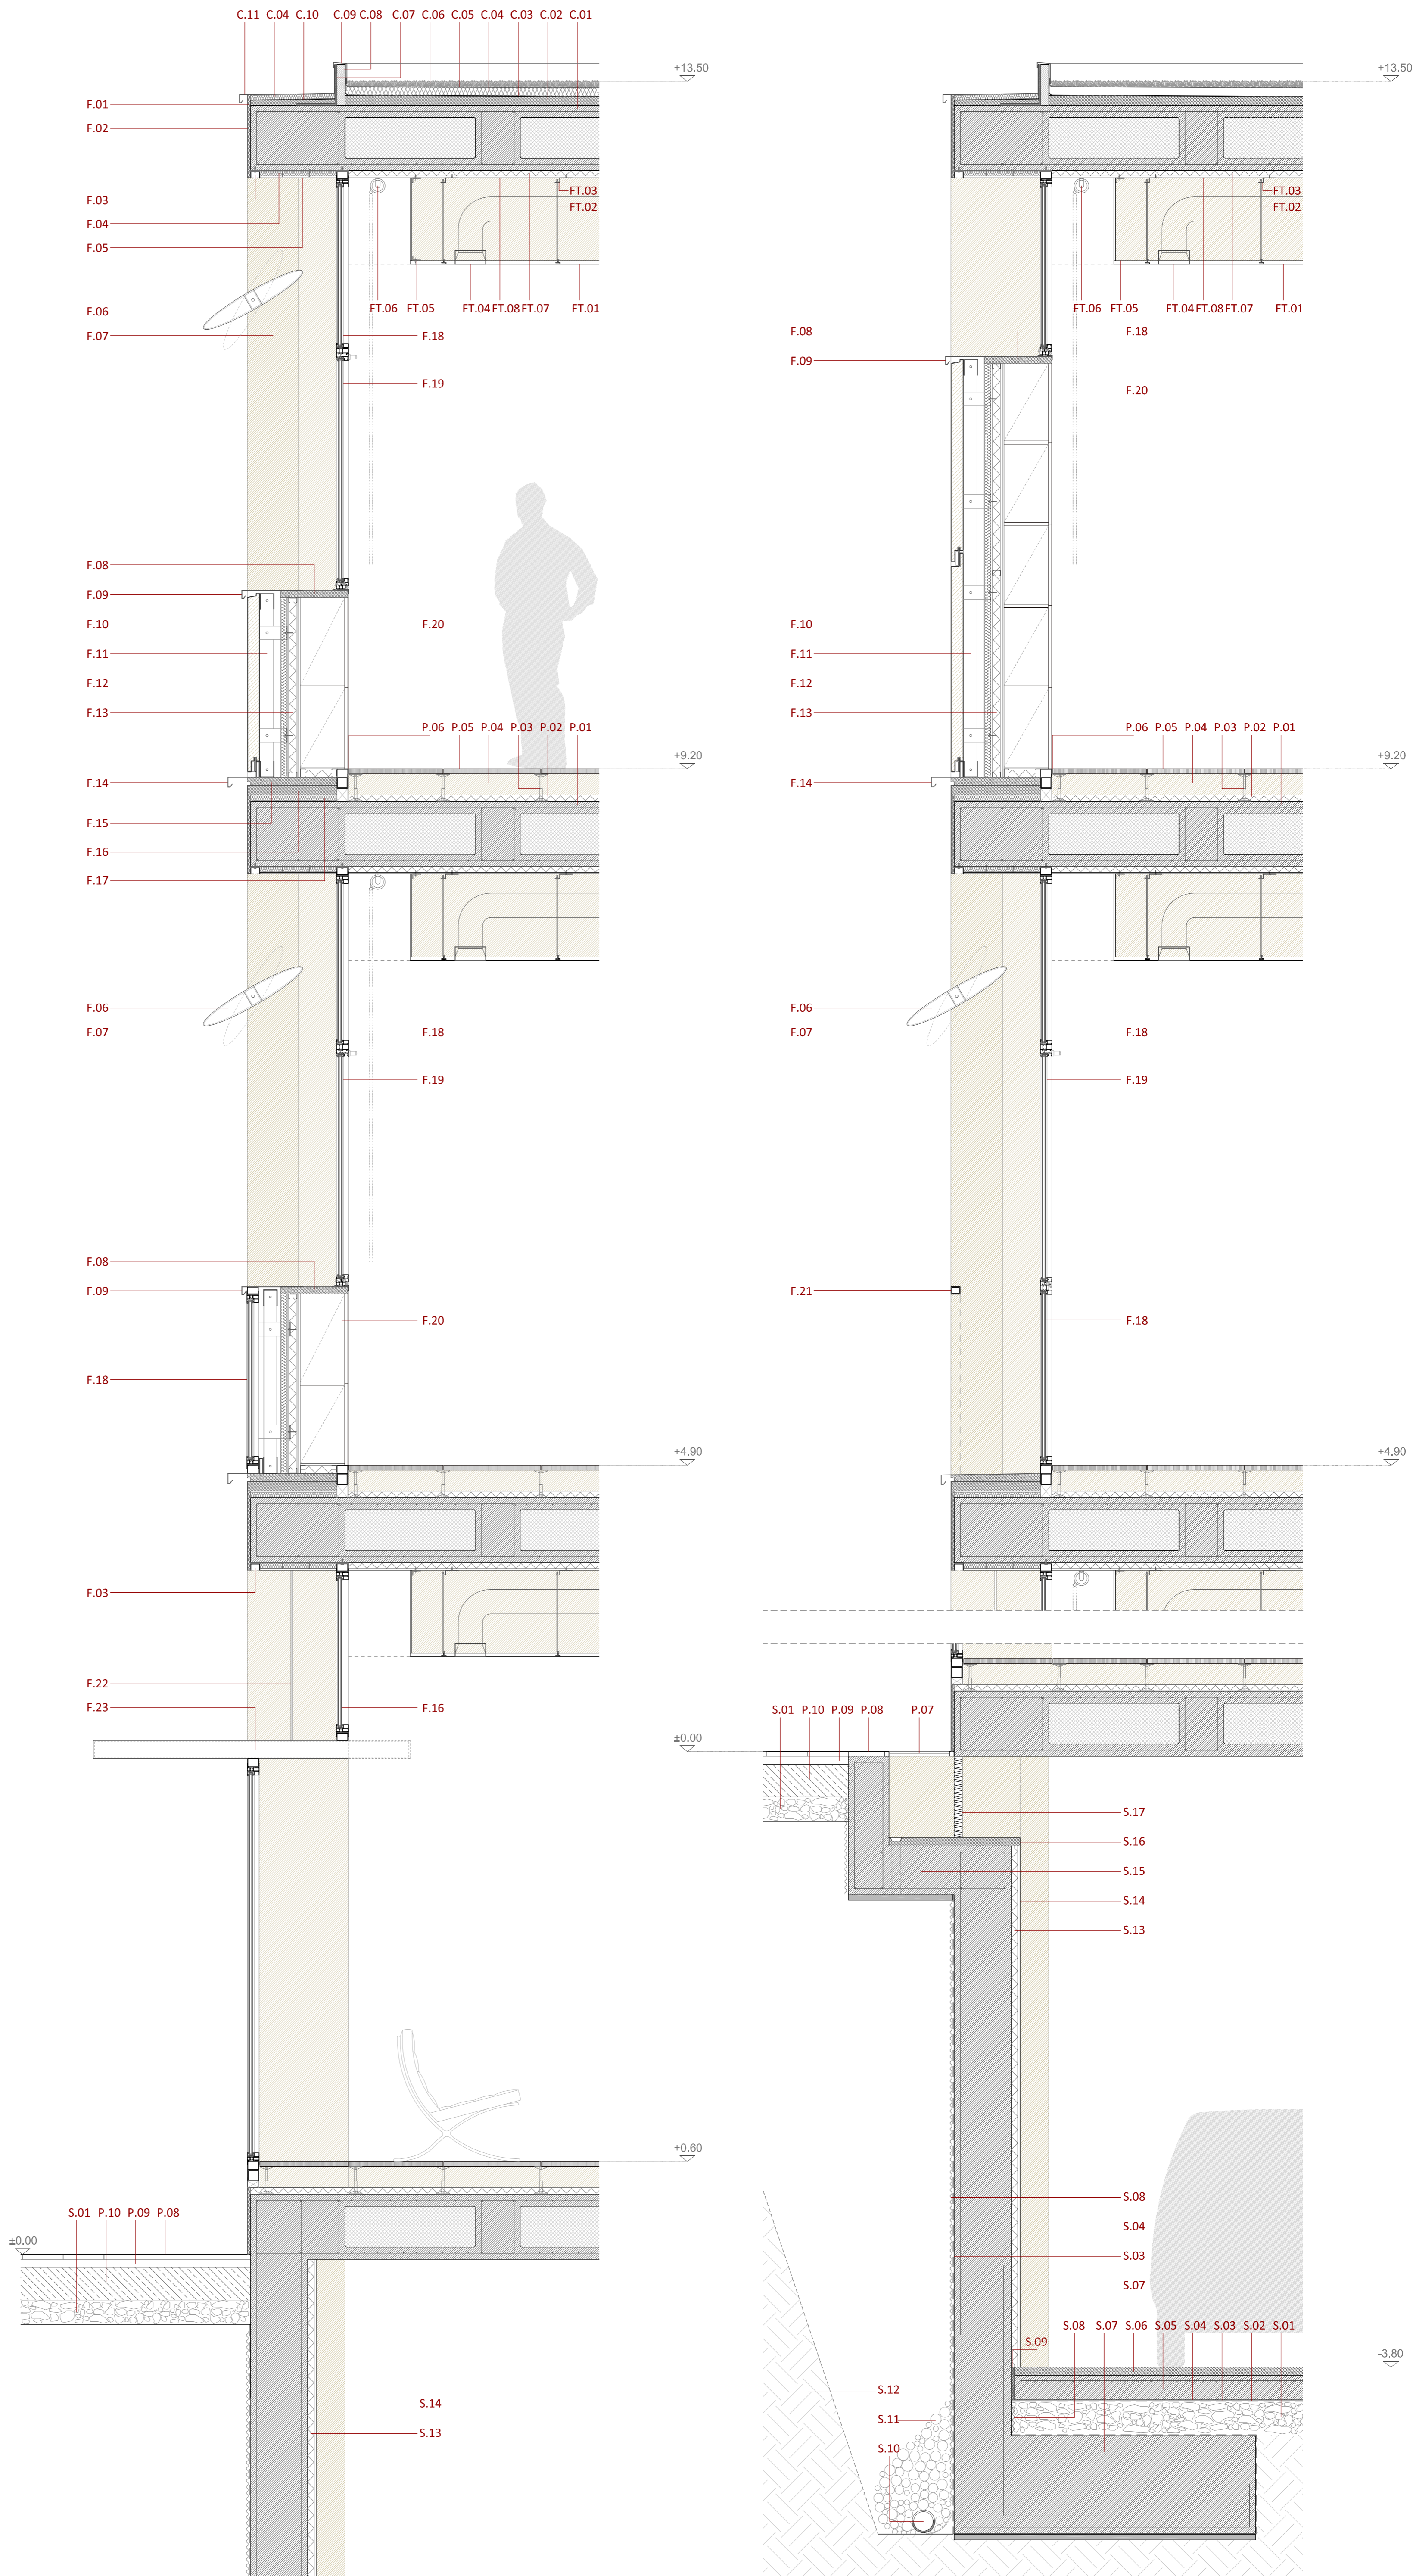 C.11 C.04 C.10 C.09 C.08 C.07 C.06 C.05 C.04 C.03 C.02 C.01
+13.50
F.01
F.02
F.03
F.04
F.05
F.06
F.07
FT.03
FT.02
FT.06 FT.05 FT.04 FT.08 FT.07 FT.01
F.18
F.19
F.08
F.09
F.10
F.11
F.12
F.13
F.20
P.06 P.05 P.04 P.03 P.02 P.01
+9.20
F.14
F.15
F.16
F.17
F.06
F.07
F.18
F.19
F.08
F.09
F.20
F.18
+4.90
F.03
F.22
F.23
F.16
+0.60
S.01 P.10 P.09 P.08
±0.00
S.14
S.13
+13.50
FT.03
FT.02
FT.06 FT.05 FT.04 FT.08 FT.07 FT.01
F.08
F.18
F.09
F.20
F.10
F.11
F.12
F.13
P.06 P.05 P.04 P.03 P.02 P.01
+9.20
F.14
F.06
F.07
F.18
F.19
F.21
F.18
+4.90
S.01 P.10 P.09 P.08 P.07
±0.00
S.17
S.16
S.15
S.14
S.13
S.08
S.04
S.03
S.07
S.09 S.08 S.07 S.06 S.05 S.04 S.03 S.02 S.01
-3.80
S.12
S.11
S.10